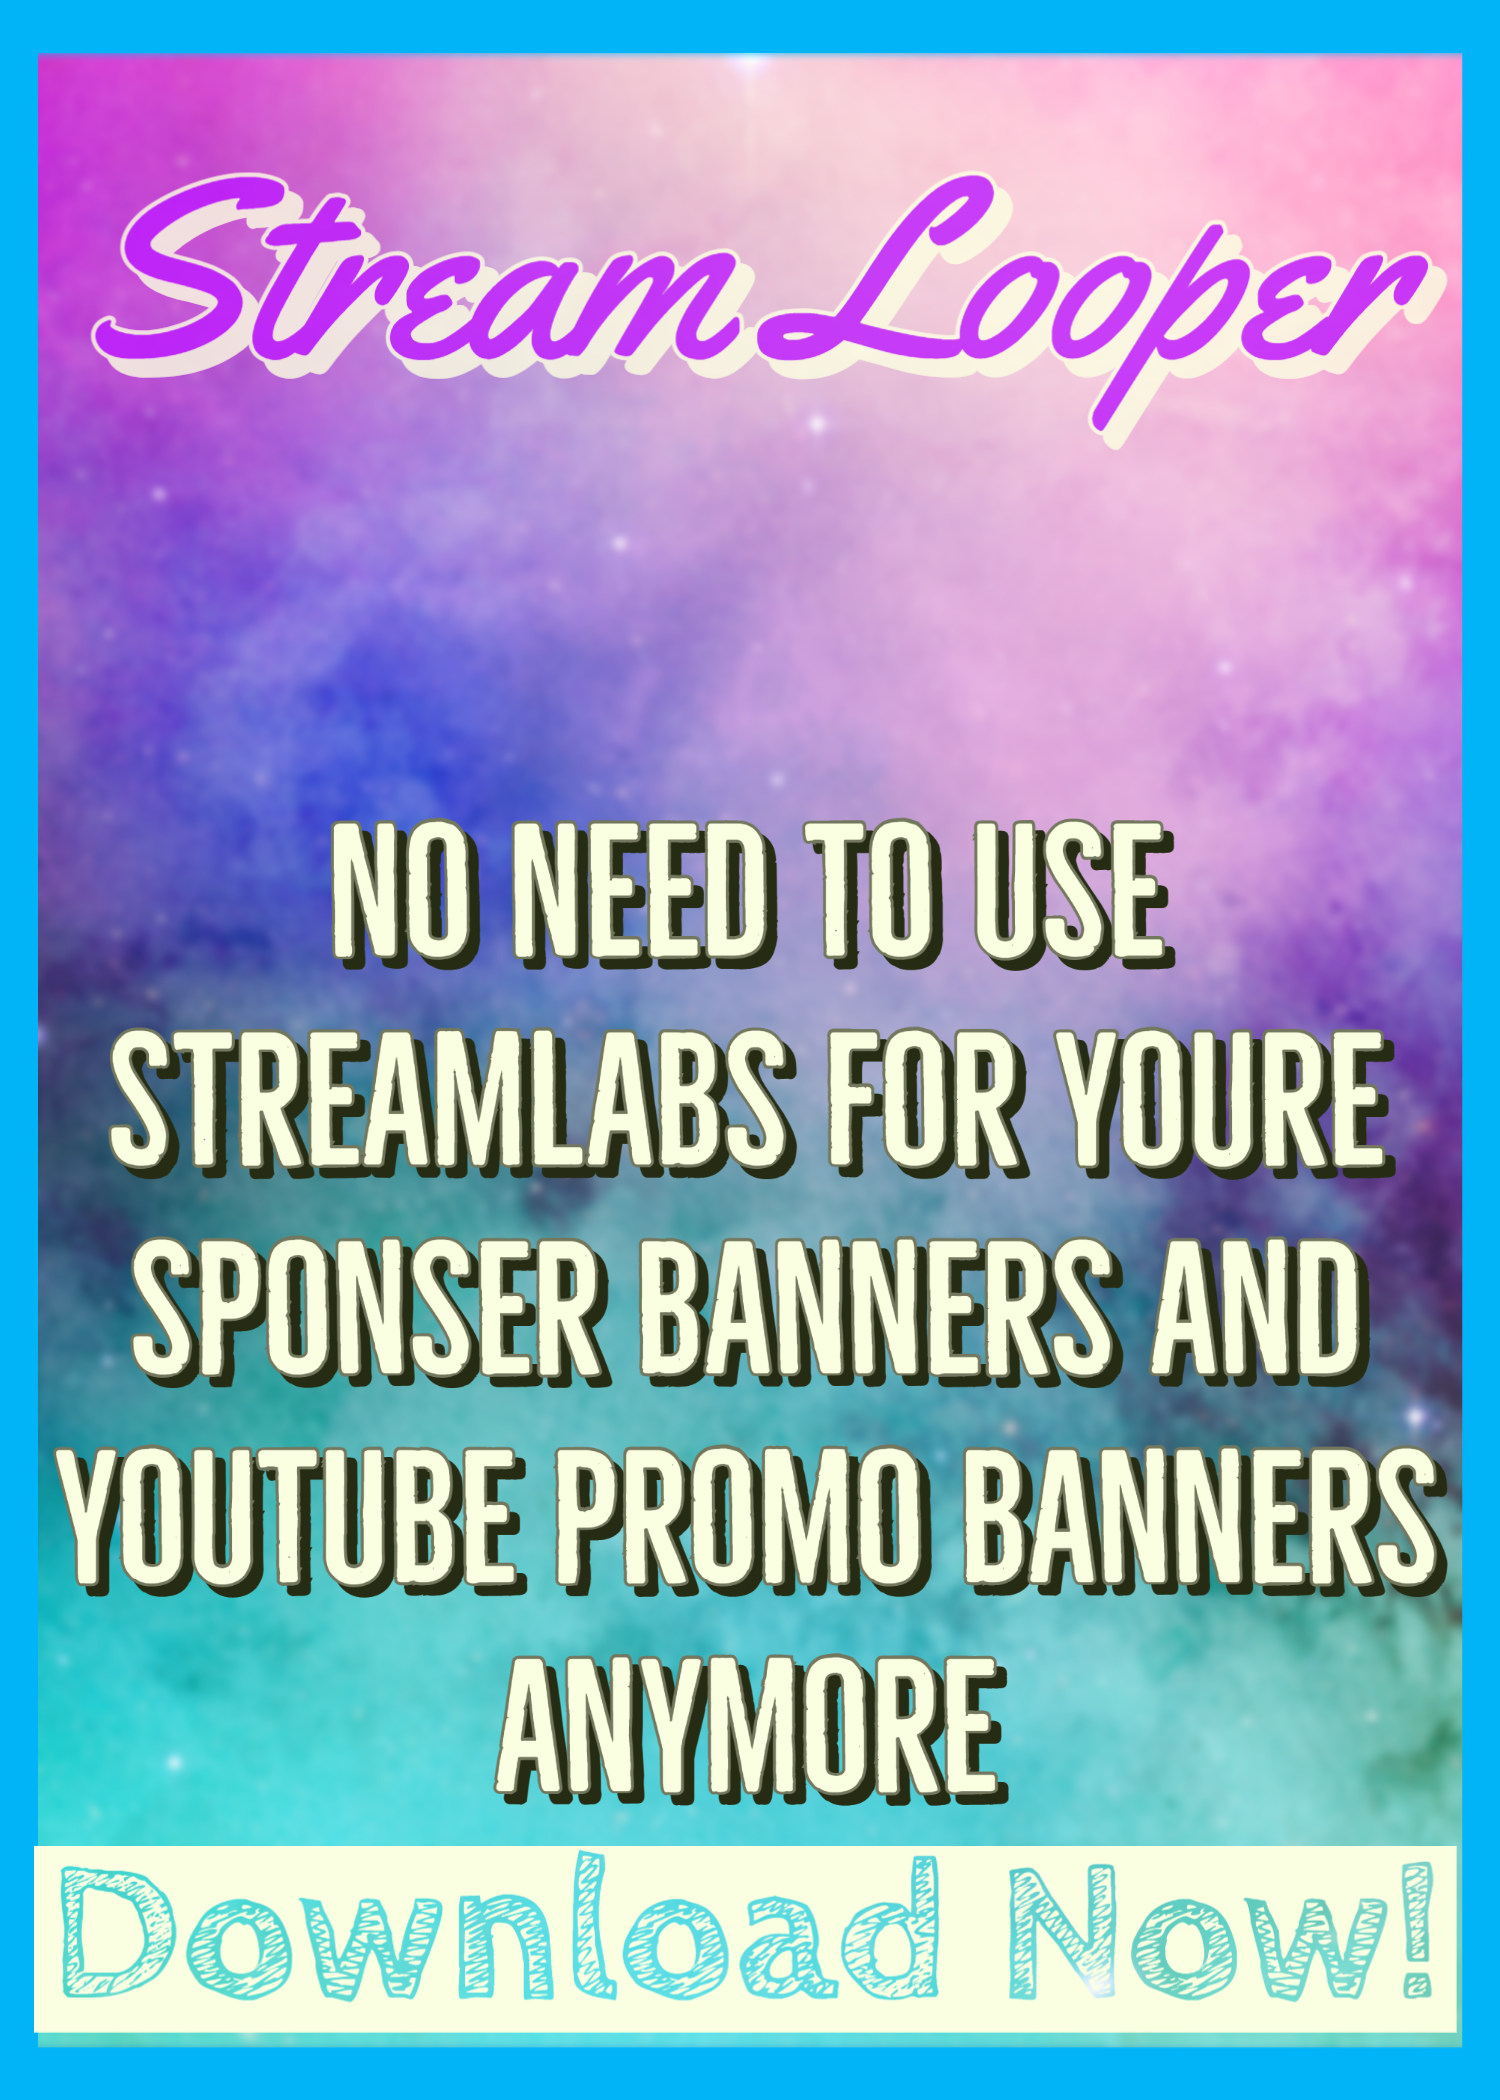 Stream Looper
NO NEED TO USE
STREAMLABS FOR YOURE
SPONSER BANNERS AND
YOUTUBE PROMO BANNERS
ANYMORE
Download Now!